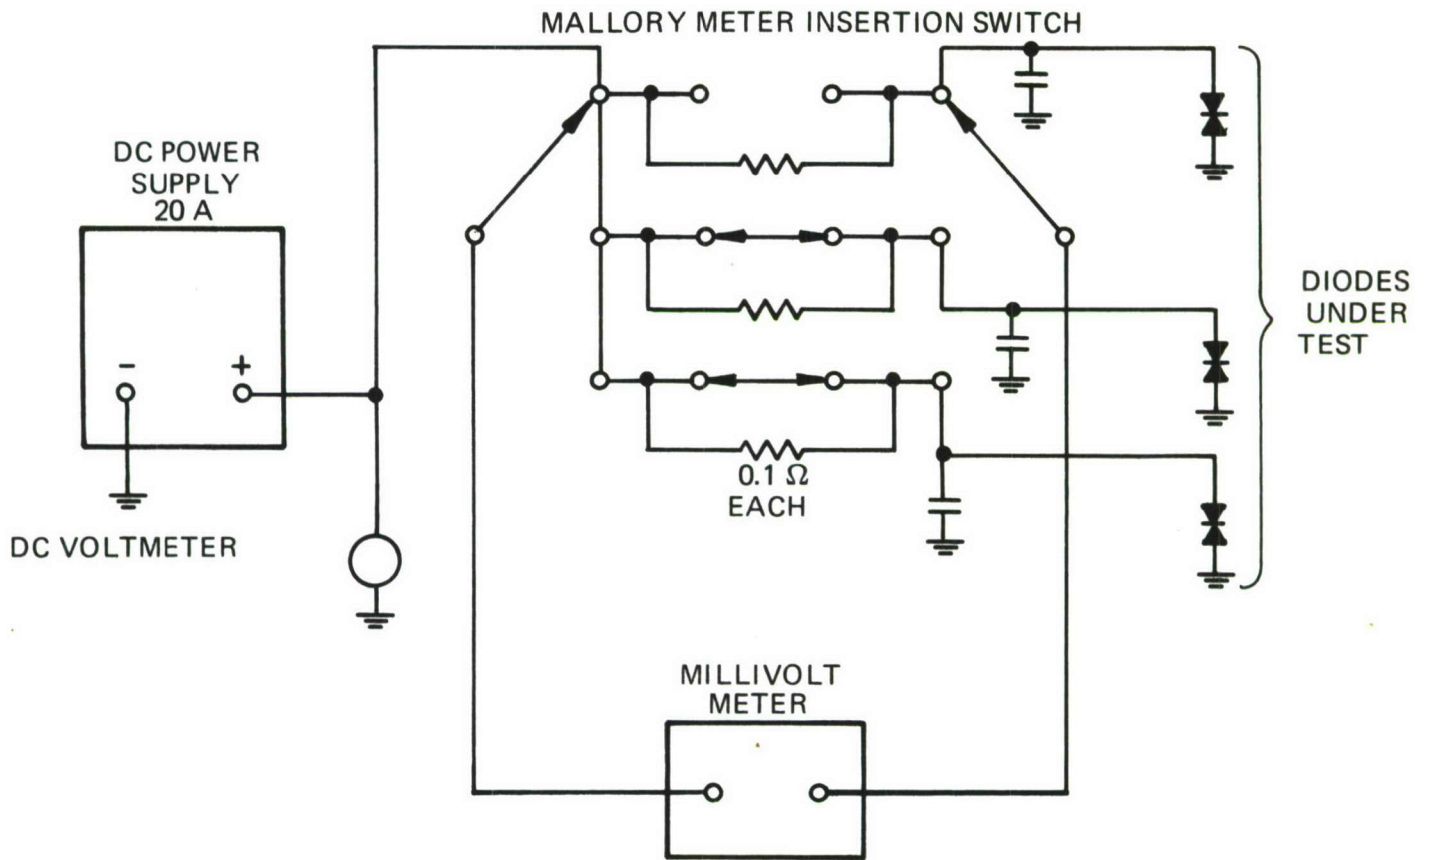 MALLORY METER INSERTION SWITCH
DC POWER
SUPPLY
20 A
- +
DIODES
UNDER
TEST
0.1 Ω
EACH
DC VOLTMETER
MILLIVOLT
METER